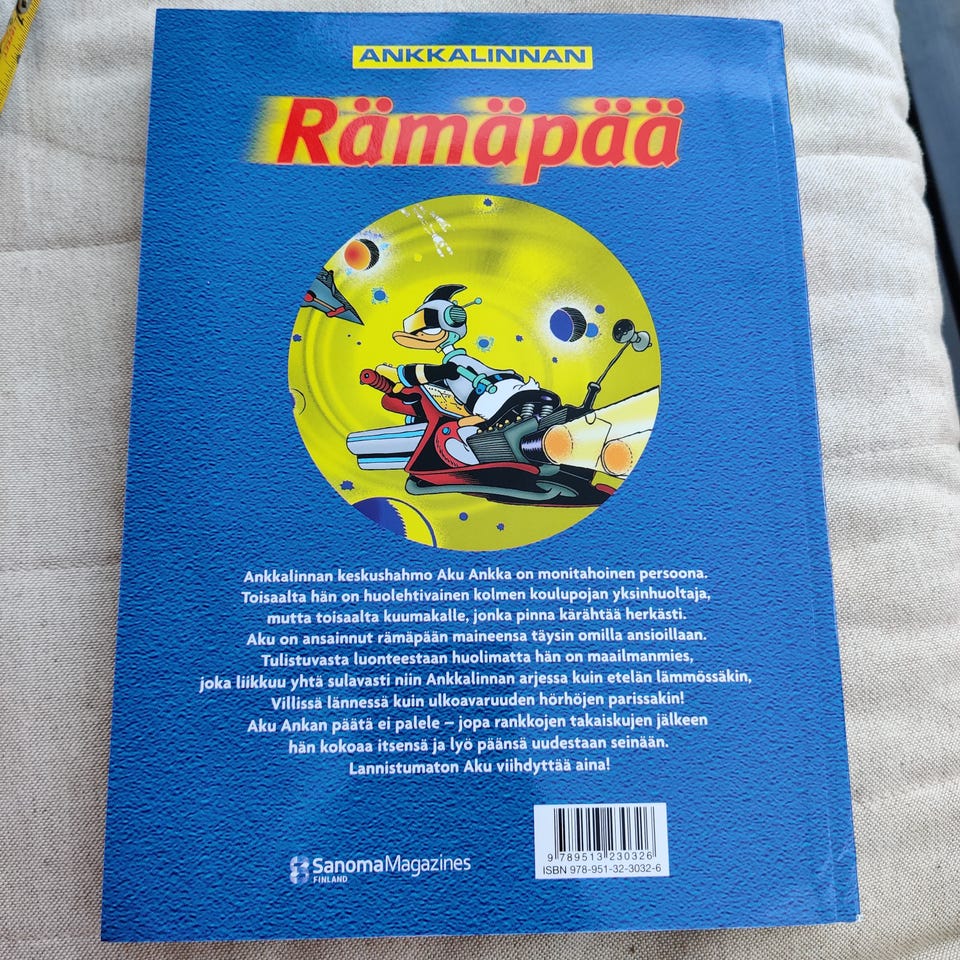 ANKKALINNAN
Rämäpää
Ankkalinnan keskushahmo Aku Ankka on monitahoinen persoona.
Toisaalta hän on huolehtivainen kolmen koulupojan yksinhuoltaja,
mutta toisaalta kuumakalle, jonka pinna kärähtää herkästi.
Aku on ansainnut rämäpään maineensa täysin omilla ansioillaan.
Tulistuvasta luonteestaan huolimatta hän on maailmanmies,
joka liikkuu yhtä sulavasti niin Ankkalinnan arjessa kuin etelän lämmössäkin,
Villissä lännessä kuin ulkoavaruuden hörhöjen parissakin!
Aku Ankan päätä ei palele – jopa rankkojen takaiskujen jälkeen
hän kokoaa itsensä ja lyö päänsä uudestaan seinään.
Lannistumaton Aku viihdyttää aina!
SanomaMagazines
FINLAND
9 789513 230326
ISBN 978-951-32-3032-6